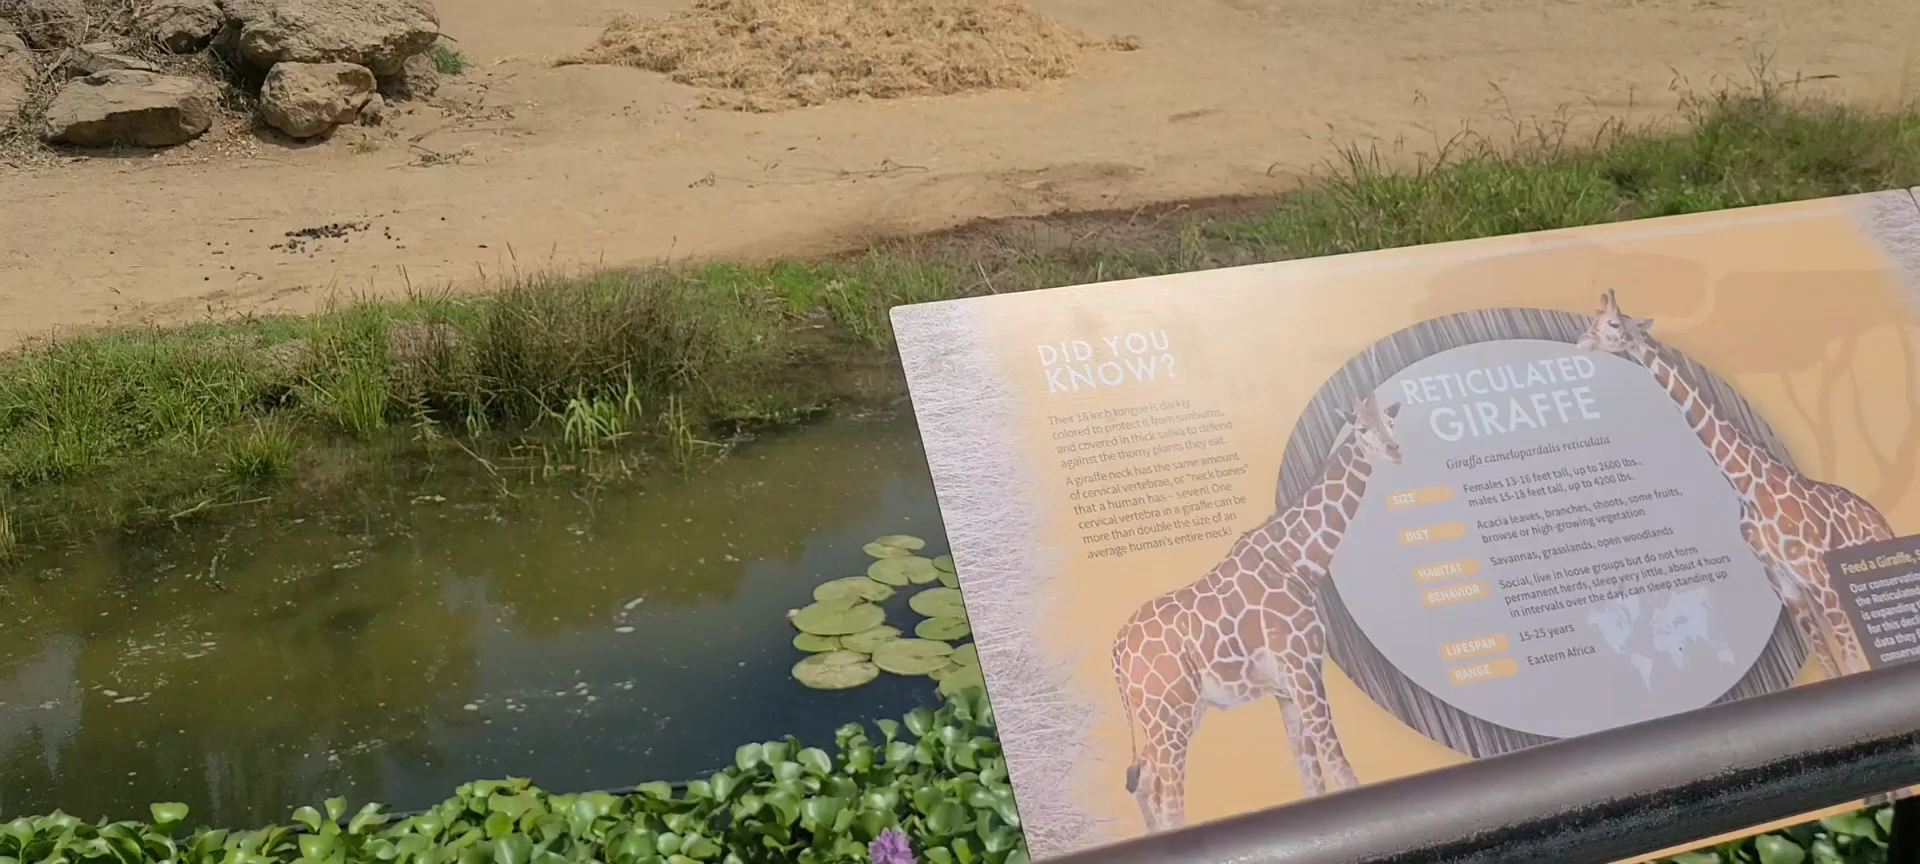 DID YOU
KNOW?
Their 18 inch tongue is darkly
colored to protect it from sunburns,
and covered in thick saliva to defend
against the thorny plants they eat.
A giraffe neck has the same amount
of cervical vertebrae, or "neck bones"
that a human has – seven! One
cervical vertebra in a giraffe can be
more than double the size of an
average human's entire neck!
RETICULATED
GIRAFFE
Giraffa camelopardalis reticulata
SIZE
Females 13-16 feet tall, up to 2600 lbs.,
males 15-18 feet tall, up to 4200 lbs.
DIET
Acacia leaves, branches, shoots, some fruits,
browse or high-growing vegetation
HABITAT
Savannas, grasslands, open woodlands
BEHAVIOR
Social, live in loose groups but do not form
permanent herds, sleep very little, about 4 hours
in intervals over the day, can sleep standing up
LIFESPAN
15-25 years
RANGE
Eastern Africa
Feed a Giraffe,
Our
the
is expanding
for this
data they